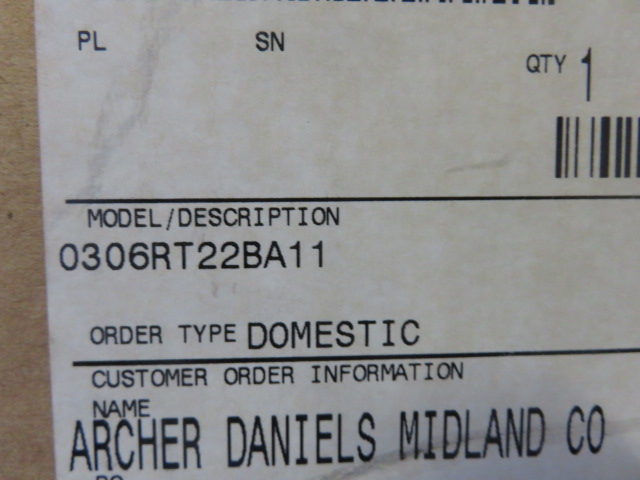 PL SN
QTY 1
MODEL/DESCRIPTION
0306RT22BA11
ORDER TYPE DOMESTIC
CUSTOMER ORDER INFORMATION
NAME
ARCHER DANIELS MIDLAND CO